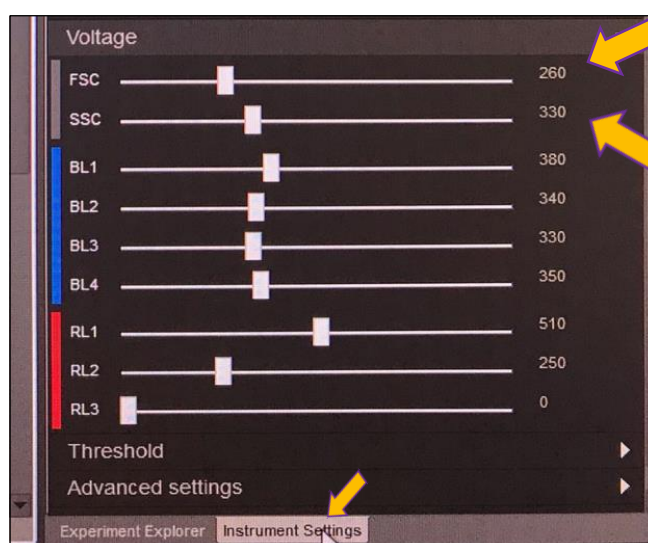 Voltage
FSC 260
SSC 330
BL1 380
BL2 340
BL3 330
BL4 350
RL1 510
RL2 250
RL3 0
Threshold
Advanced settings
Experiment Explorer Instrument Settings